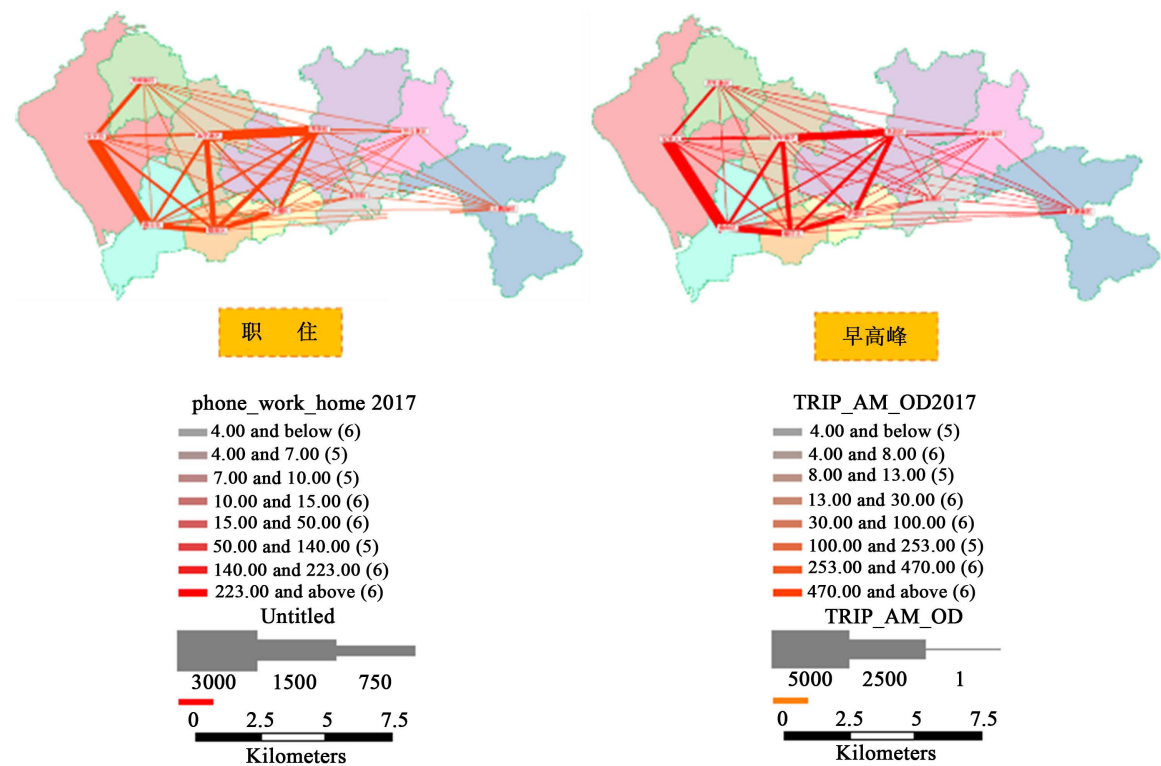 职 住
phone_work_home 2017
4.00 and below (6)
4.00 and 7.00 (5)
7.00 and 10.00 (5)
10.00 and 15.00 (6)
15.00 and 50.00 (6)
50.00 and 140.00 (5)
140.00 and 223.00 (6)
223.00 and above (6)
Untitled
3000 1500 750
0 2.5 5 7.5
Kilometers
早高峰
TRIP_AM_OD2017
4.00 and below (5)
4.00 and 8.00 (6)
8.00 and 13.00 (5)
13.00 and 30.00 (6)
30.00 and 100.00 (6)
100.00 and 253.00 (5)
253.00 and 470.00 (6)
470.00 and above (6)
TRIP_AM_OD
5000 2500 1
0 2.5 5 7.5
Kilometers